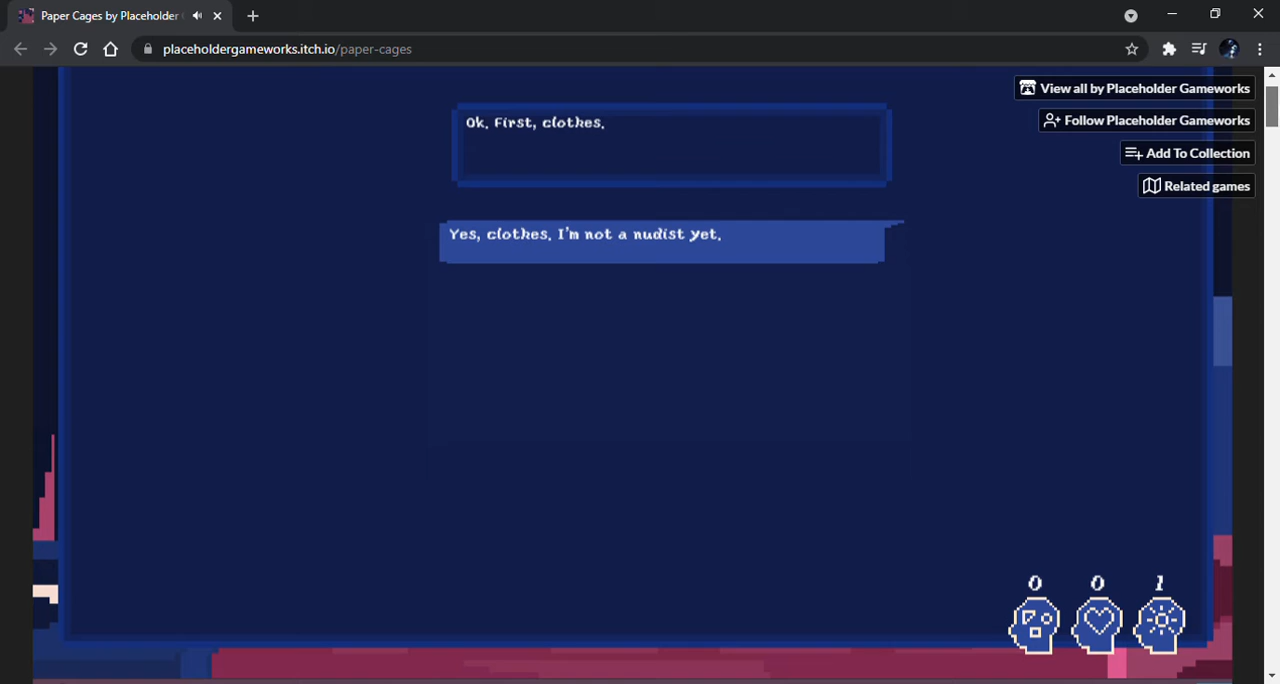 Paper Cages by Placeholder
placeholdergameworks.itch.io/paper-cages
View all by Placeholder Gameworks
Follow Placeholder Gameworks
Add To Collection
Related games
Ok. First, clothes.
Yes, clothes. I'm not a nudist yet.
0 0 1